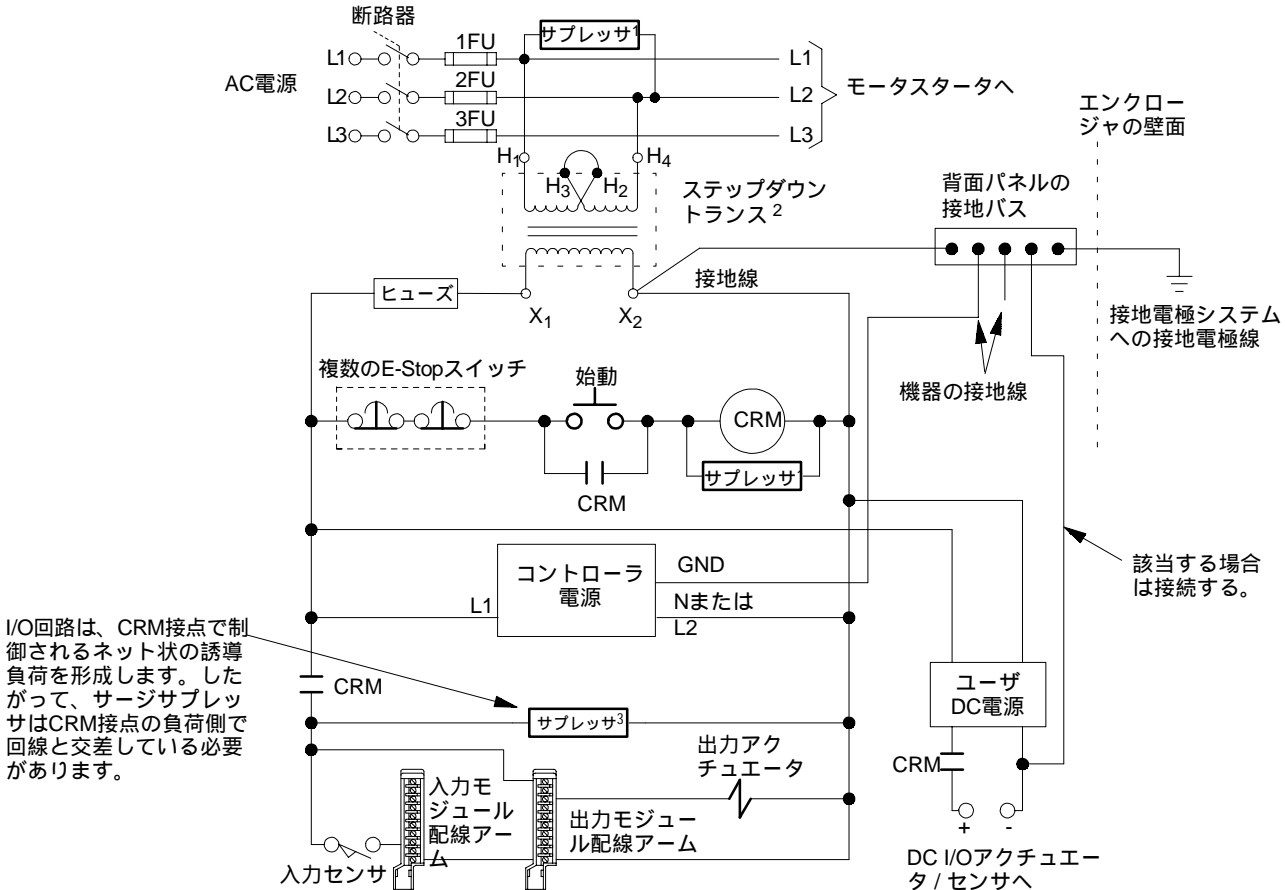 断路器
サプレッサ1
1FU
L1
L1
AC電源
2FU
L2
L2
モータスタータへ
3FU
L3
L3
エンクロー
ジャの壁面
H1
H4
H3
H2
ステップダウン
トランス2
背面パネルの
接地バス
接地線
ヒューズ
X1
X2
接地電極システム
への接地電極線
機器の接地線
複数のE-Stopスイッチ
始動
CRM
サプレッサ1
CRM
コントローラ
電源
GND
L1
Nまたは
L2
該当する場合
は接続する。
I/O回路は、CRM接点で制
御されるネット状の誘導
負荷を形成します。した
がって、サージサプレッ
サはCRM接点の負荷側で
回線と交差している必要
があります。
CRM
サプレッサ3
ユーザ
DC電源
CRM
出力アク
チュエータ
入力モ
ジュール
配線アー
ム
出力モジュー
ル配線アーム
入力センサ
+
-
DC I/Oアクチュエー
タ / センサへ